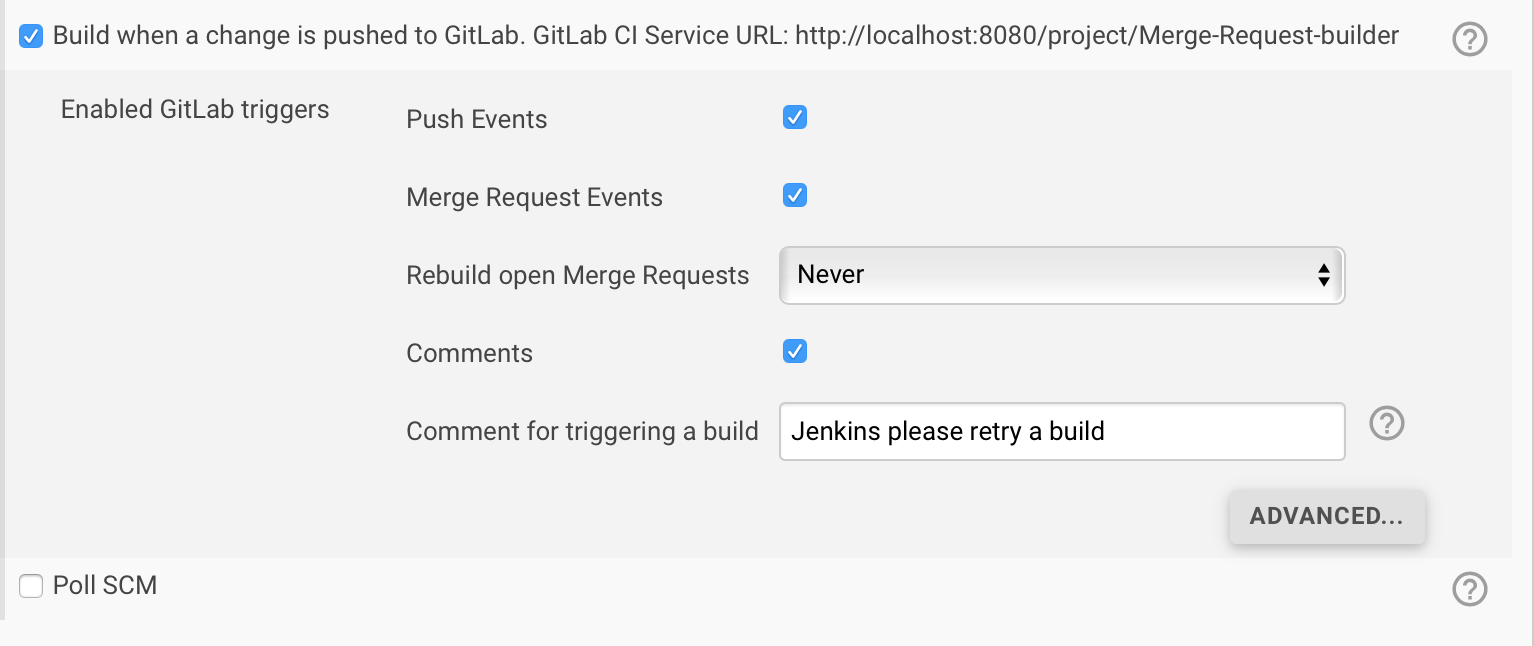 Build when a change is pushed to GitLab. GitLab CI Service URL: http://localhost:8080/project/Merge-Request-builder
Enabled GitLab triggers
Push Events
Merge Request Events
Rebuild open Merge Requests Never
Comments
Comment for triggering a build Jenkins please retry a build
ADVANCED...
Poll SCM